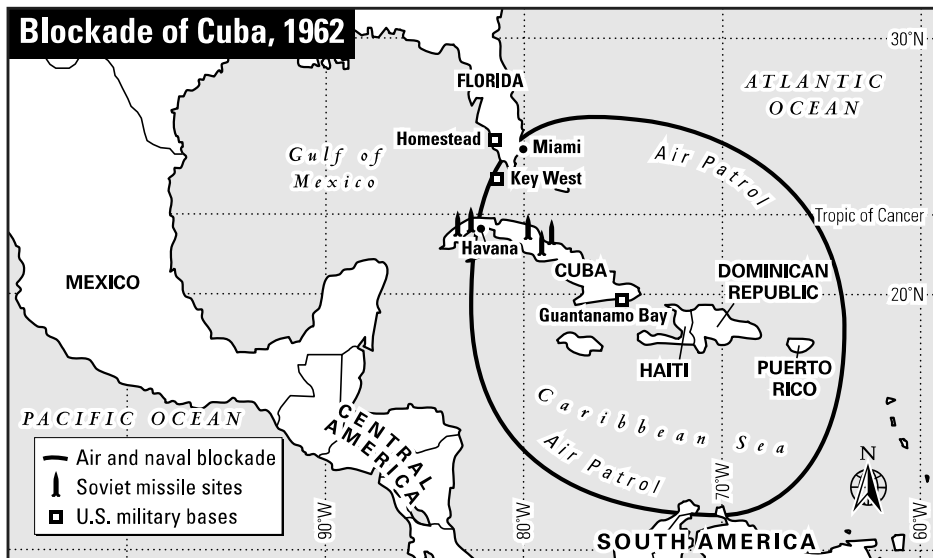 Blockade of Cuba, 1962
30°N
ATLANTIC
OCEAN
FLORIDA
Homestead
Miami
Gulf of
Mexico
Key West
Air Patrol
Tropic of Cancer
Havana
MEXICO
CUBA
DOMINICAN
REPUBLIC
20°N
Guantanamo Bay
HAITI
PUERTO
RICO
PACIFIC OCEAN
CENTRAL
AMERICA
Caribbean Sea
Air Patrol
N
Air and naval blockade
Soviet missile sites
U.S. military bases
90°W
80°W
70°W
60°W
SOUTH AMERICA